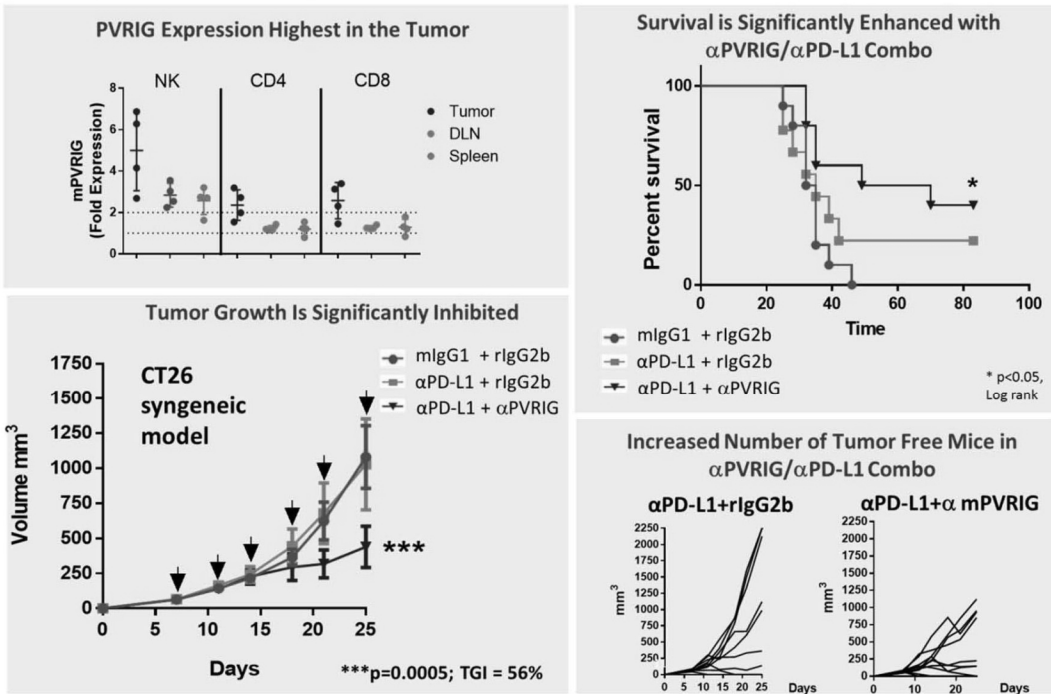 PVRIG Expression Highest in the Tumor
NK CD4 CD8
mPVRIG
(Fold Expression)
8
6
4
2
0
Tumor
DLN
Spleen
Survival is Significantly Enhanced with
αPVRIG/αPD-L1 Combo
Percent survival
100
50
0
*
0 20 40 60 80 100
Time
mIgG1 + rIgG2b
αPD-L1 + rIgG2b
αPD-L1 + αPVRIG
* p<0.05,
Log rank
Tumor Growth Is Significantly Inhibited
CT26
syngeneic
model
mIgG1 + rIgG2b
αPD-L1 + rIgG2b
αPD-L1 + αPVRIG
Volume mm³
1750
1500
1250
1000
750
500
250
0
***
0 5 10 15 20 25
Days
***p=0.0005; TGI = 56%
Increased Number of Tumor Free Mice in
αPVRIG/αPD-L1 Combo
αPD-L1+rIgG2b
mm³
2250
2000
1750
1500
1250
1000
750
500
250
0
0 5 10 15 20 25
Days
αPD-L1+α mPVRIG
mm³
2250
2000
1750
1500
1250
1000
750
500
250
0
0 10 20
Days